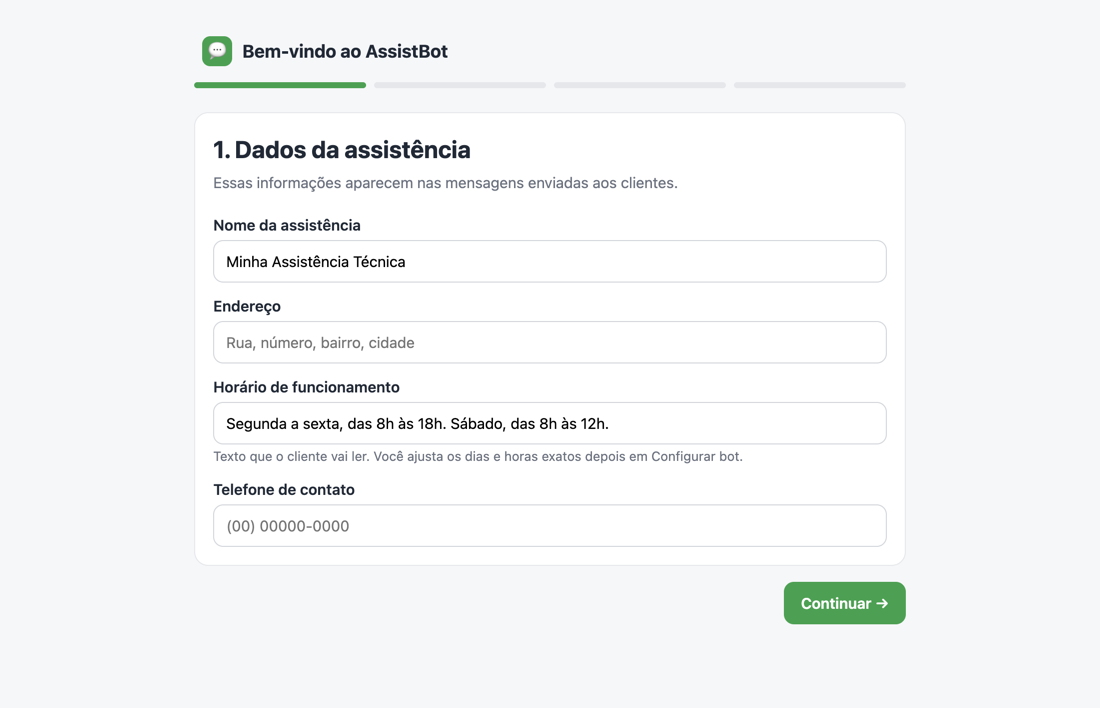 Bem-vindo ao AssistBot
1. Dados da assistência
Essas informações aparecem nas mensagens enviadas aos clientes.
Nome da assistência
Minha Assistência Técnica
Endereço
Rua, número, bairro, cidade
Horário de funcionamento
Segunda a sexta, das 8h às 18h. Sábado, das 8h às 12h.
Texto que o cliente vai ler. Você ajusta os dias e horas exatos depois em Configurar bot.
Telefone de contato
(00) 00000-0000
Continuar →